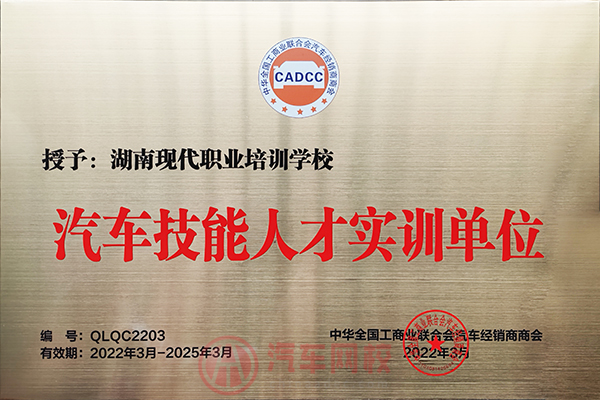 中华全国工商业联合会汽车经销商商会
CADCC
授予：湖南现代职业培训学校
汽车技能人才实训单位
编 号：QLQC2203
有效期：2022年3月-2025年3月
中华全国工商业联合会汽车经销商商会
2022年3月
汽车网校